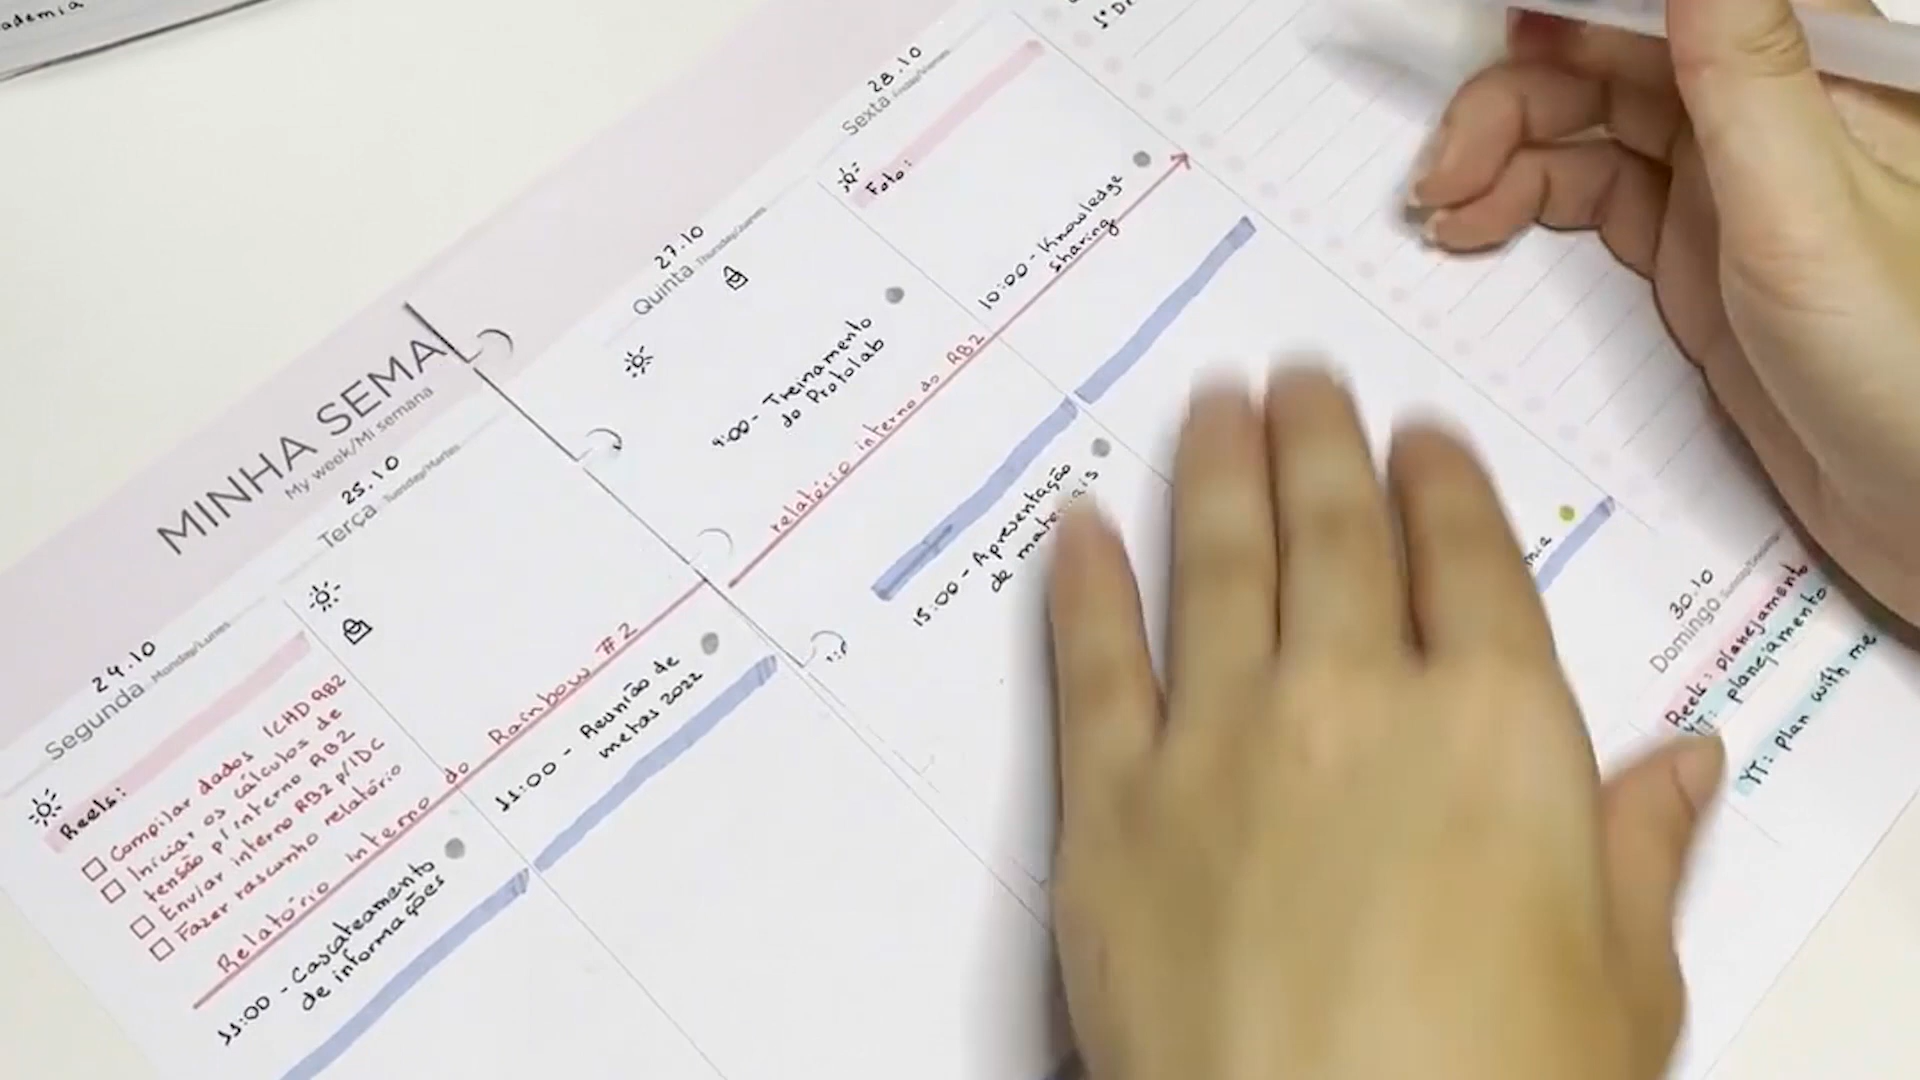 ademia
MINHA SEMA
My week/Mi semana
24.10
Segunda Monday/Lunes
Reels:
Compilar dados ICHD RB2
Iniciar os cálculos de
tensão p/ interno RB2
Enviar interno RB2 p/ IDC
Fazer rascunho relatório
Relatório interno do Rainbow #2
11:00 - Cascateamento
de informações
25.10
Terça Tuesday/Martes
11:00 - Reunião de
metas 2022
27.10
Quinta Thursday/Jueves
9:00 - Treinamento
do Protolab
relatório interno do RB2
15:00 - Apresentação
de
28.10
Sexta Friday/Viernes
Foto:
10:00 - Knowledge
sharing
30.10
Domingo
Reels: planejamento
YT: planejamento
YT: plan with me